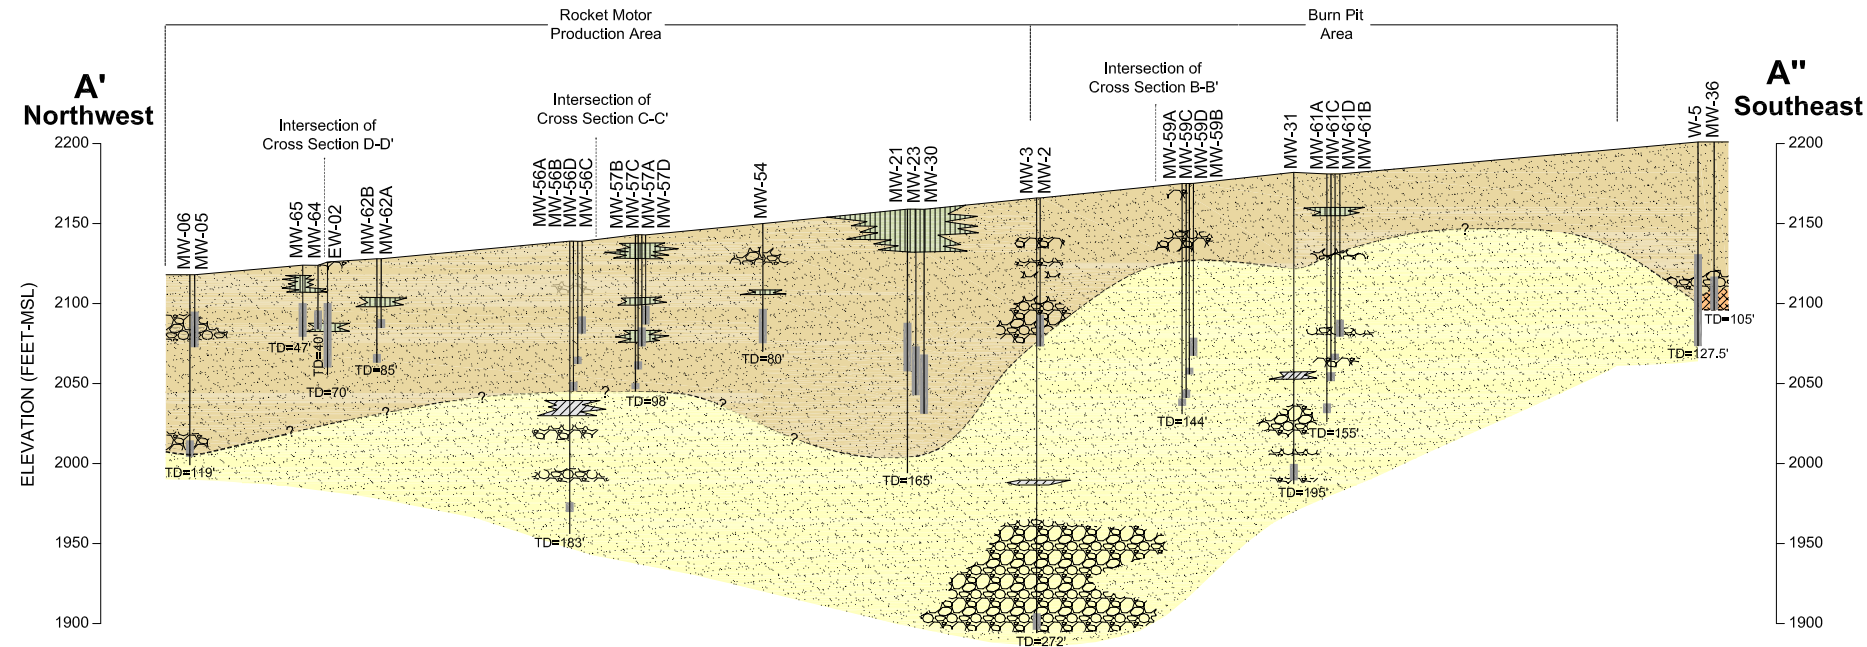 Rocket Motor
Production Area
Burn Pit
Area
A'
Northwest
A"
Southeast
Intersection of
Cross Section D-D'
Intersection of
Cross Section C-C'
Intersection of
Cross Section B-B'
MW-06
MW-05
MW-65
MW-64
EW-02
MW-62B
MW-62A
MW-56A
MW-56B
MW-56D
MW-56C
MW-57B
MW-57C
MW-57A
MW-57D
MW-54
MW-21
MW-23
MW-30
MW-3
MW-2
MW-59A
MW-59C
MW-59D
MW-59B
MW-31
MW-61A
MW-61C
MW-61D
MW-61B
W-5
MW-36
ELEVATION (FEET-MSL)
2200
2150
2100
2050
2000
1950
1900
2200
2150
2100
2050
2000
1950
1900
TD=119'
TD=47'
TD=40'
TD=70'
TD=85'
TD=183'
TD=98'
TD=80'
TD=165'
TD=272'
TD=144'
TD=195'
TD=155'
TD=127.5'
TD=105'
?
?
?
?
?
?
?